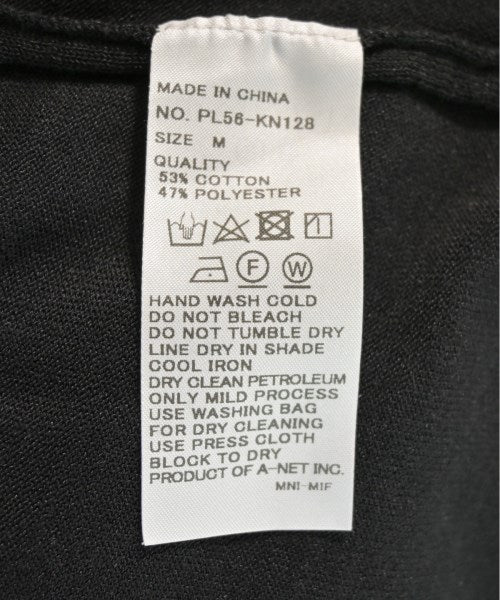 MADE IN CHINA
NO. PL56-KN128
SIZE M
QUALITY
53% COTTON
47% POLYESTER
F W
HAND WASH COLD
DO NOT BLEACH
DO NOT TUMBLE DRY
LINE DRY IN SHADE
COOL IRON
DRY CLEAN PETROLEUM
ONLY MILD PROCESS
USE WASHING BAG
FOR DRY CLEANING
USE PRESS CLOTH
BLOCK TO DRY
PRODUCT OF A-NET INC.
MNI-MIF